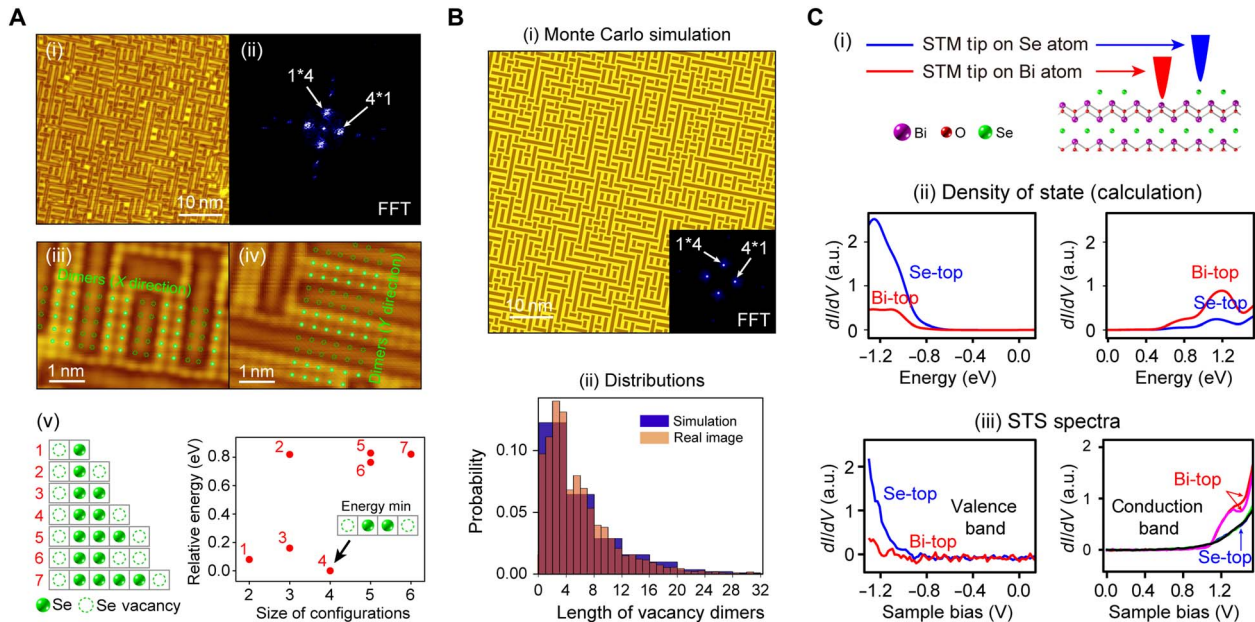 A
(i)
(ii)
1*4
4*1
10 nm
FFT
(iii)
(iv)
Dimers (X direction)
Dimers (Y direction)
1 nm
1 nm
(v)
1
2
3
4
5
6
7
Se
Se vacancy
Relative energy (eV)
0.8
0.6
0.4
0.2
0.0
1
2
3
4
5
6
7
Energy min
2 3 4 5 6
Size of configurations
B
(i) Monte Carlo simulation
1*4
4*1
10 nm
FFT
(ii) Distributions
Simulation
Real image
Probability
0.10
0.05
0.00
0 4 8 12 16 20 24 28 32
Length of vacancy dimers
C
(i)
STM tip on Se atom
STM tip on Bi atom
Bi
O
Se
(ii) Density of state (calculation)
dI/dV (a.u.)
2
1
0
Se-top
Bi-top
-1.2 -0.8 -0.4 0.0
Energy (eV)
dI/dV (a.u.)
2
1
0
Bi-top
Se-top
0.0 0.4 0.8 1.2
Energy (eV)
(iii) STS spectra
dI/dV (a.u.)
2
1
0
Se-top
Bi-top
Valence
band
-1.2 -0.8 -0.4 0.0
Sample bias (V)
dI/dV (a.u.)
2
1
0
Bi-top
Conduction
band
Se-top
0.0 0.4 0.8 1.2
Sample bias (V)